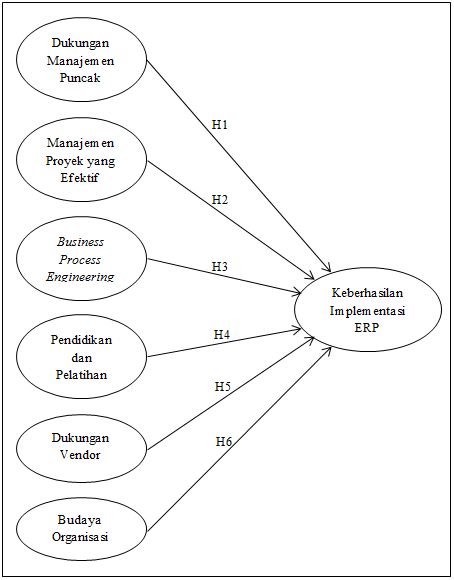 Dukungan
Manajemen
Puncak
H1
Manajemen
Proyek yang
Efektif
H2
Business
Process
Engineering
H3
Keberhasilan
Implementasi
ERP
Pendidikan
dan
Pelatihan
H4
Dukungan
Vendor
H5
Budaya
Organisasi
H6